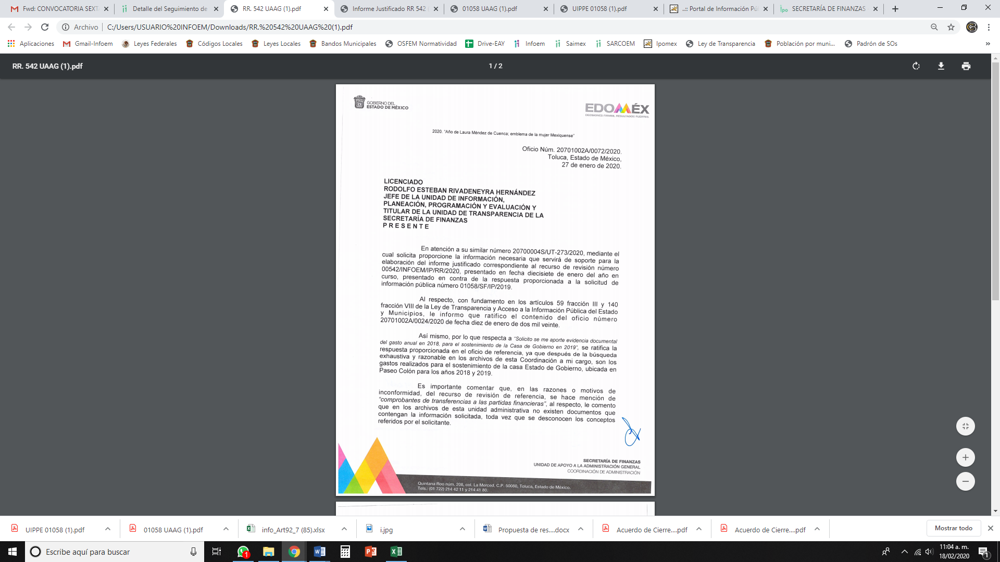 Fwd: CONVOCATORIA SEXT
Detalle del Seguimiento de
RR. 542 UAAG (1).pdf
Informe Justificado RR 542 (
01058 UAAG (1).pdf
UIPPE 01058 (1).pdf
..:: Portal de Información Pú
SECRETARÍA DE FINANZAS
Archivo
C:/Users/USUARIO%20INFOEM/Downloads/RR.%20542%20UAAG%20(1).pdf
Aplicaciones
Gmail-Infoem
Leyes Federales
Códigos Locales
Leyes Locales
Bandos Municipales
OSFEM Normatividad
Drive-EAY
Infoem
Saimex
SARCOEM
Ipomex
Ley de Transparencia
Población por muni...
Padrón de SOs
RR. 542 UAAG (1).pdf
1 / 2
GOBIERNO DEL
ESTADO DE MÉXICO
EDOMÉX
DECISIONES FIRMES, RESULTADOS FUERTES.
2020. “Año de Laura Méndez de Cuenca; emblema de la mujer Mexiquense”
Oficio Núm. 20701002A/0072/2020.
Toluca, Estado de México,
27 de enero de 2020.
LICENCIADO
RODOLFO ESTEBAN RIVADENEYRA HERNÁNDEZ
JEFE DE LA UNIDAD DE INFORMACIÓN,
PLANEACIÓN, PROGRAMACIÓN Y EVALUACIÓN Y
TITULAR DE LA UNIDAD DE TRANSPARENCIA DE LA
SECRETARÍA DE FINANZAS
P R E S E N T E
En atención a su similar número 20700004S/UT-273/2020, mediante el
cual solicita proporcione la información necesaria que servirá de soporte para la
elaboración del informe justificado correspondiente al recurso de revisión número
00542/INFOEM/IP/RR/2020, presentado en fecha diecisiete de enero del año en
curso, presentado en contra de la respuesta proporcionada a la solicitud de
información pública número 01058/SF/IP/2019.
Al respecto, con fundamento en los artículos 59 fracción III y 140
fracción VIII de la Ley de Transparencia y Acceso a la Información Pública del Estado
y Municipios, le informo que ratifico el contenido del oficio número
20701002A/0024/2020 de fecha diez de enero de dos mil veinte.
Así mismo, por lo que respecta a “Solicito se me aporte evidencia documental
del gasto anual en 2018, para el sostenimiento de la Casa de Gobierno en 2019”, se ratifica la
respuesta proporcionada en el oficio de referencia, ya que después de la búsqueda
exhaustiva y razonable en los archivos de esta Coordinación a mi cargo, son los
gastos realizados para el sostenimiento de la casa Estado de Gobierno, ubicada en
Paseo Colón para los años 2018 y 2019.
Es importante comentar que, en las razones o motivos de
inconformidad, del recurso de revisión de referencia, se hace mención de
“comprobantes de transferencias a las partidas financieras”, al respecto, le comento
que en los archivos de esta unidad administrativa no existen documentos que
contengan la información solicitada, toda vez que se desconocen los conceptos
referidos por el solicitante.
SECRETARÍA DE FINANZAS
UNIDAD DE APOYO A LA ADMINISTRACIÓN GENERAL
COORDINACIÓN DE ADMINISTRACIÓN
Quintana Roo núm. 208, col. La Merced. C.P. 50080, Toluca, Estado de México.
Tels.: (01 722) 214 42 11 y 214 41 80.
UIPPE 01058 (1).pdf
01058 UAAG (1).pdf
info_Art92_7 (85).xlsx
i.jpg
Propuesta de res....docx
Acuerdo de Cierre....pdf
Acuerdo de Cierre....pdf
Mostrar todo
Escribe aquí para buscar
1
11:04 a. m.
18/02/2020
1